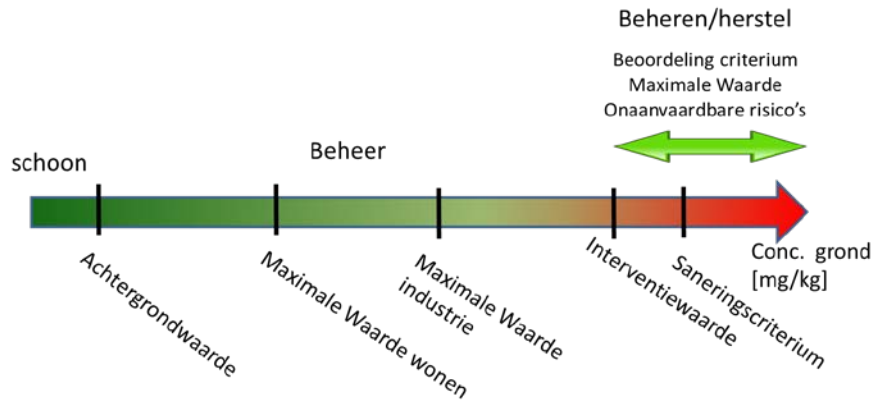 Beheren/herstel
Beoordeling criterium
Maximale Waarde
Onaanvaardbare risico's
schoon
Beheer
Achtergrondwaarde
Maximale Waarde wonen
Maximale Waarde
industrie
Interventiewaarde
Saneringscriterium
Conc. grond
[mg/kg]